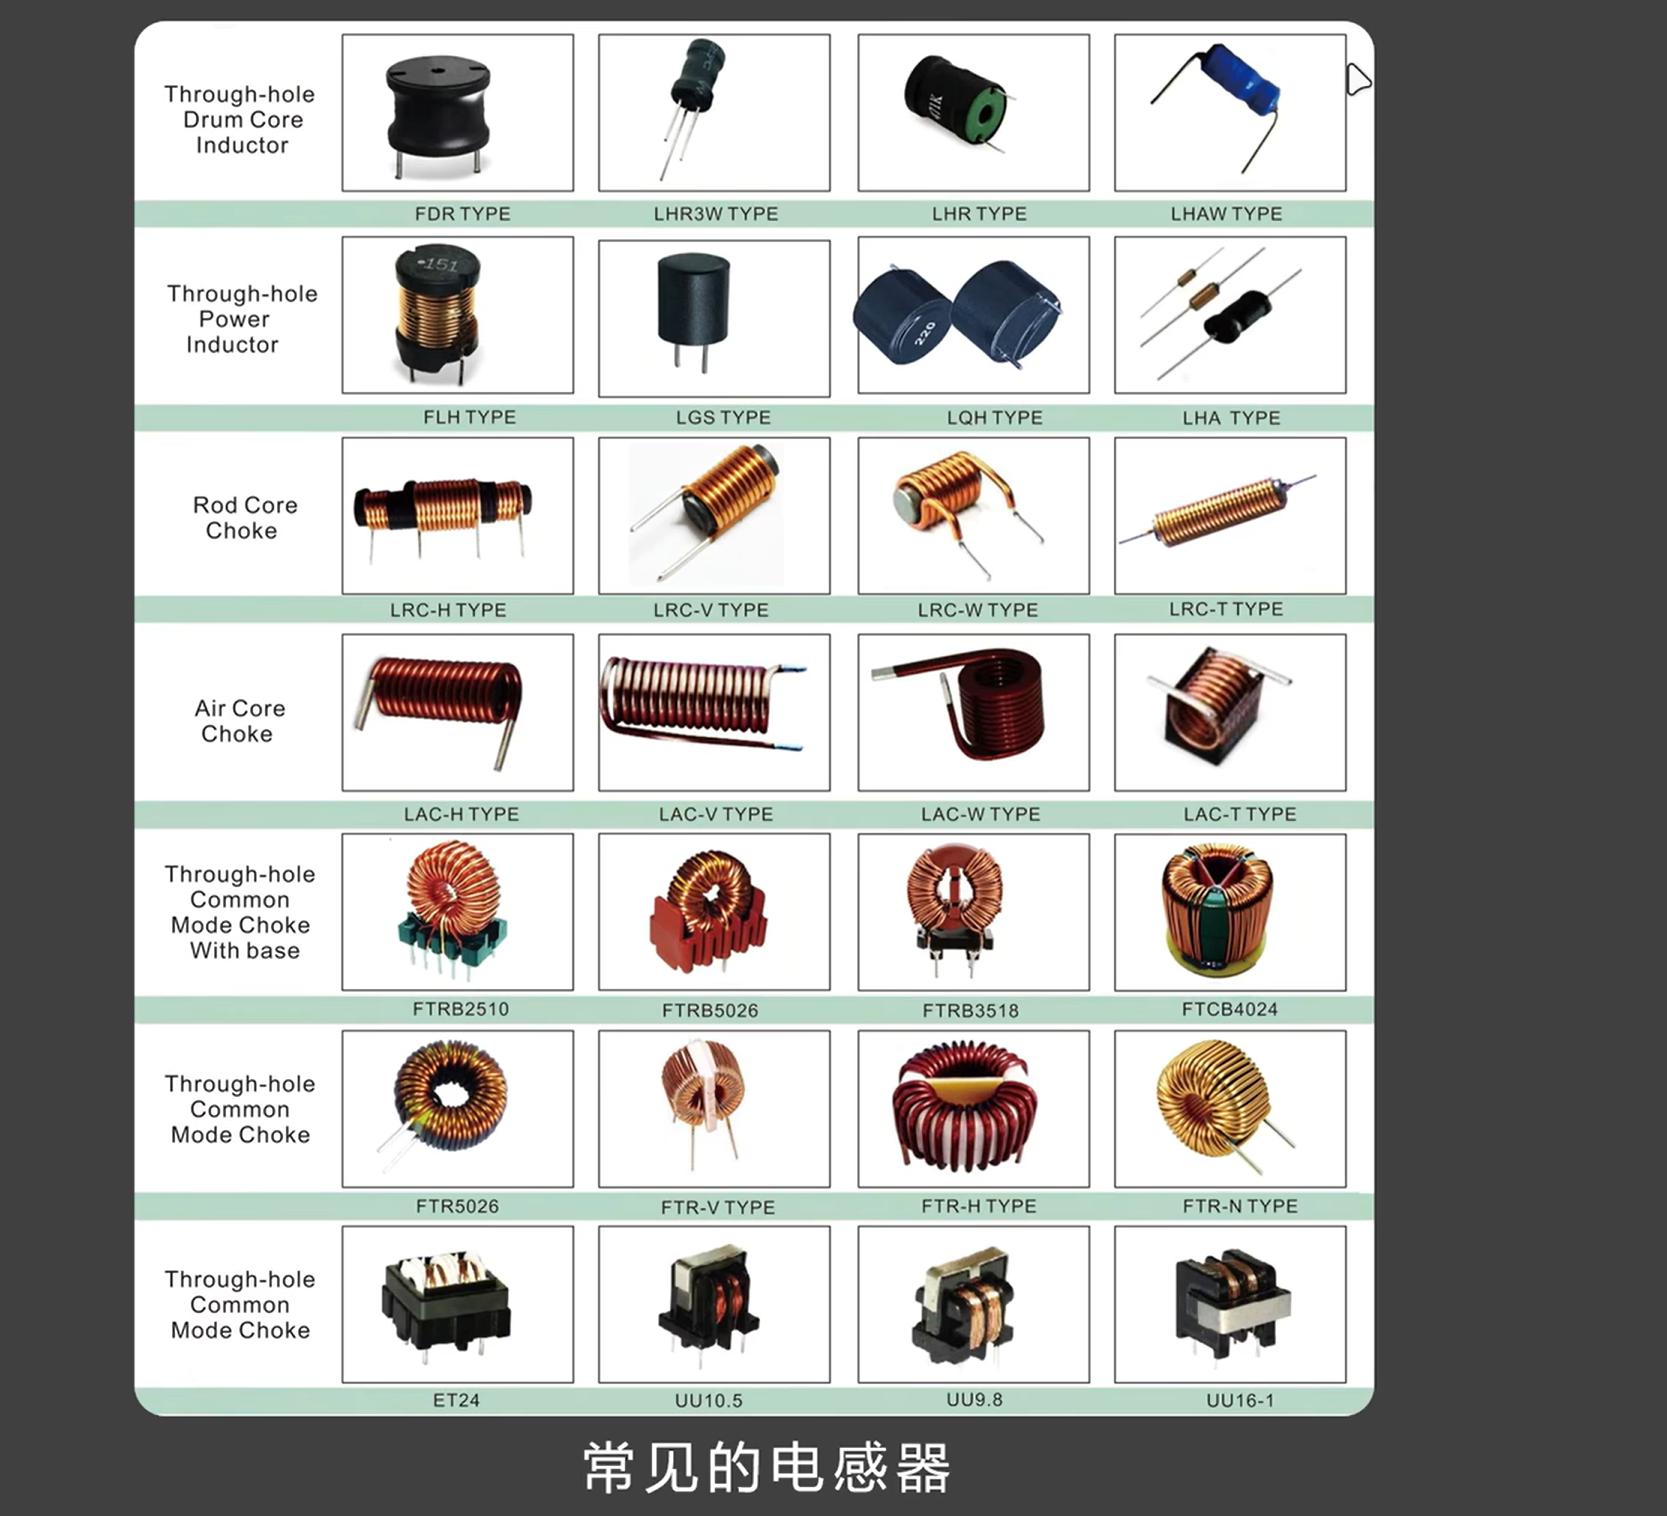 Through-hole
Drum Core
Inductor
FDR TYPE
LHR3W TYPE
LHR TYPE
LHAW TYPE
471K
Through-hole
Power
Inductor
151
220
FLH TYPE
LGS TYPE
LQH TYPE
LHA TYPE
Rod Core
Choke
LRC-H TYPE
LRC-V TYPE
LRC-W TYPE
LRC-T TYPE
Air Core
Choke
LAC-H TYPE
LAC-V TYPE
LAC-W TYPE
LAC-T TYPE
Through-hole
Common
Mode Choke
With base
FTRB2510
FTRB5026
FTRB3518
FTCB4024
Through-hole
Common
Mode Choke
FTR5026
FTR-V TYPE
FTR-H TYPE
FTR-N TYPE
Through-hole
Common
Mode Choke
ET24
UU10.5
UU9.8
UU16-1
常见的电感器